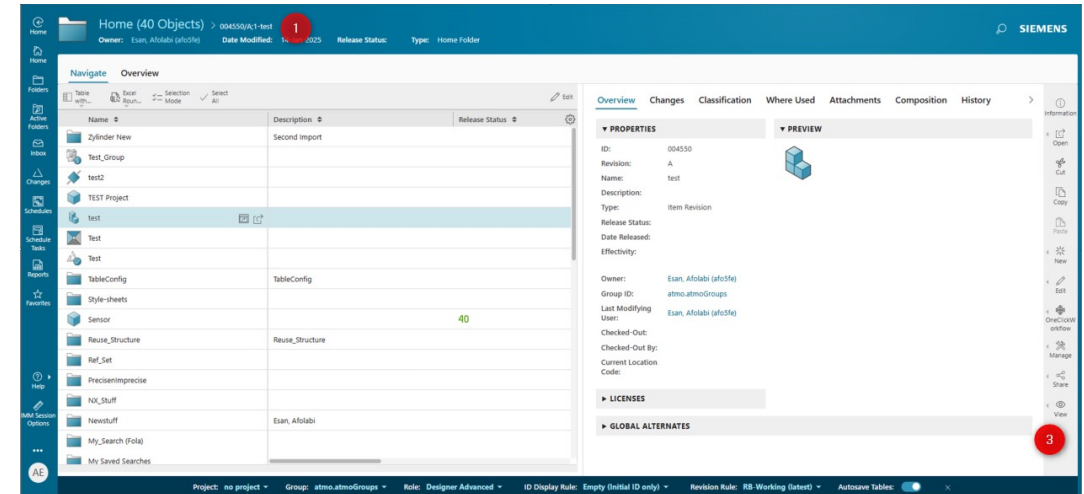 Home
Home (40 Objects) > 004550/A;1-test
1
Owner: Esan, Afolabi (afo5fe) Date Modified: 14-Jan-2025 Release Status: Type: Home Folder
SIEMENS
Home
Folders
Active Folders
Inbox
Changes
Schedules
Schedule Tasks
Reports
Favorites
Help
IMM Session Options
...
AE
Navigate Overview
Table with... Excel Roun... Selection Mode Select All Edit
Name Description Release Status
Zylinder New Second Import
Test_Group
test2
TEST Project
test
Test
Test
TableConfig TableConfig
Style-sheets
Sensor 40
Reuse_Structure Reuse_Structure
Ref_Set
PrecisenImprecise
NX_Stuff
Newstuff Esan, Afolabi
My_Search (Fola)
My Saved Searches
Overview Changes Classification Where Used Attachments Composition History
PROPERTIES
ID: 004550
Revision: A
Name: test
Description:
Type: Item Revision
Release Status:
Date Released:
Effectivity:
Owner: Esan, Afolabi (afo5fe)
Group ID: atmo.atmoGroups
Last Modifying User: Esan, Afolabi (afo5fe)
Checked-Out:
Checked-Out By:
Current Location Code:
LICENSES
GLOBAL ALTERNATES
PREVIEW
Information
Open
Cut
Copy
Paste
New
Edit
OneClickWorkflow
Manage
Share
View
3
Project: no project Group: atmo.atmoGroups Role: Designer Advanced ID Display Rule: Empty (Initial ID only) Revision Rule: RB-Working (latest) Autosave Tables: